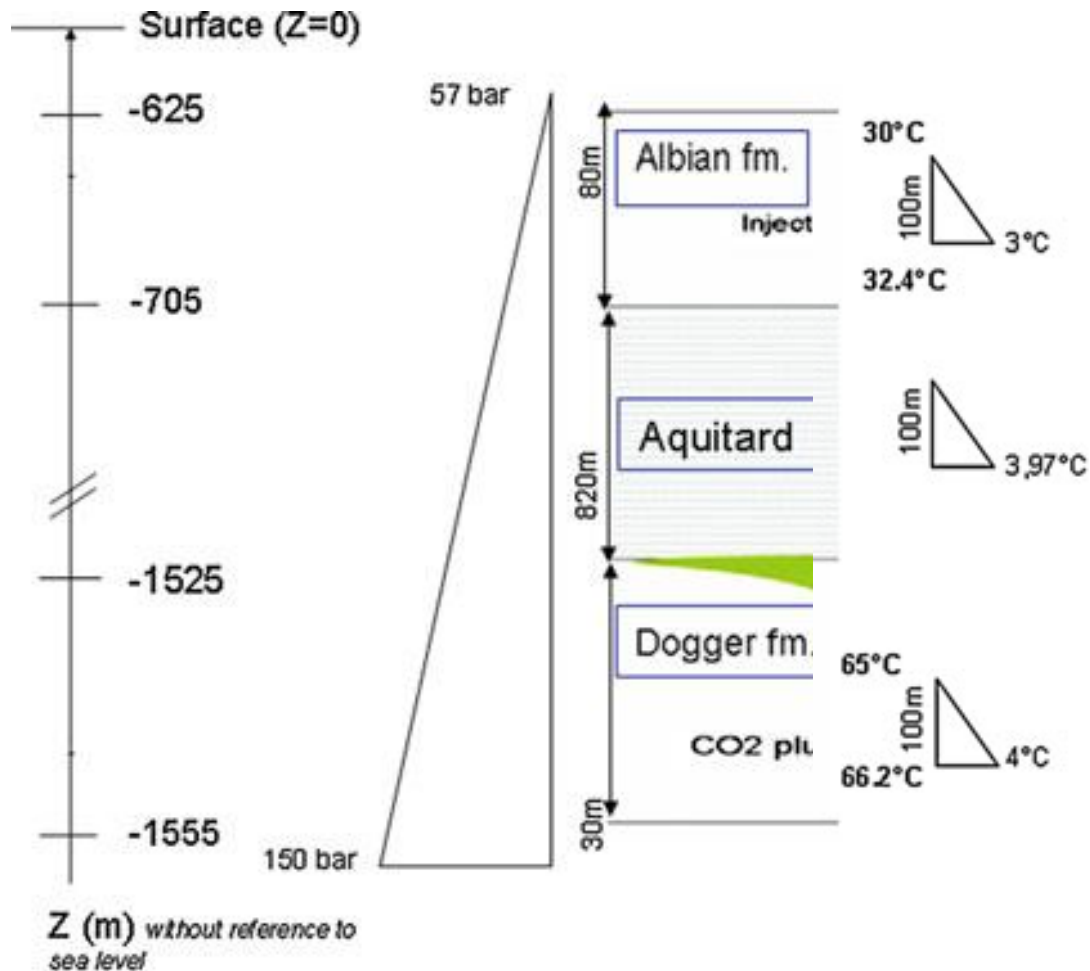 Surface (Z=0)
-625
-705
-1525
-1555
Z (m) without reference to
sea level
57 bar
150 bar
80m
820m
30m
Albian fm.
Inject
Aquitard
Dogger fm.
CO2 plu
30°C
100m
3°C
32.4°C
100m
3,97°C
65°C
100m
4°C
66.2°C